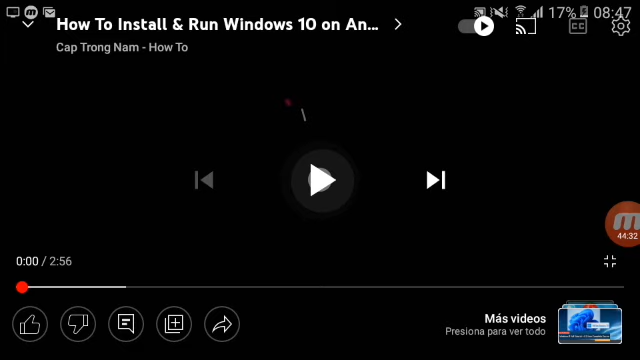 17% 08:47
How To Install & Run Windows 10 on An...
Cap Trong Nam - How To
CC
44:32
0:00 / 2:56
Más videos
Presiona para ver todo